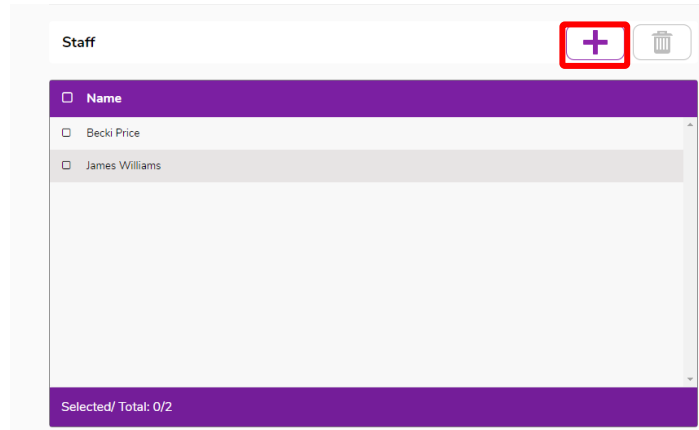 Staff
Name
Becki Price
James Williams
Selected/ Total: 0/2